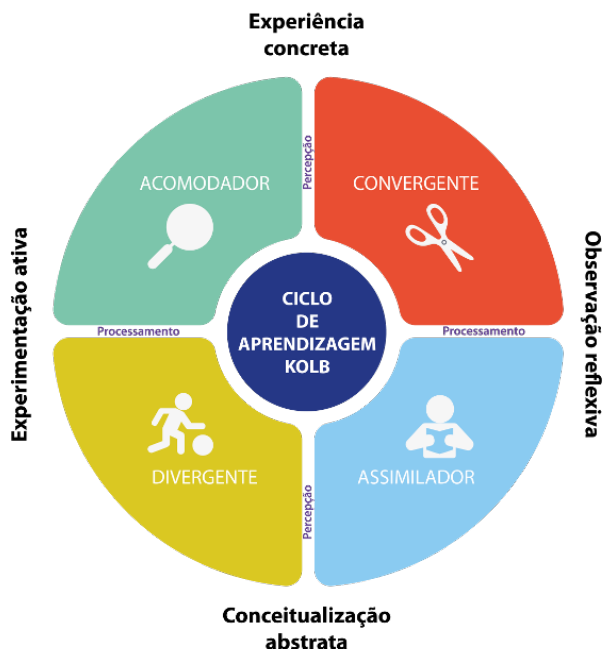 Experiência
concreta
Percepção
ACOMODADOR
CONVERGENTE
Experimentação ativa
Observação reflexiva
CICLO
DE
APRENDIZAGEM
KOLB
Processamento
Processamento
DIVERGENTE
ASSIMILADOR
Percepção
Conceitualização
abstrata